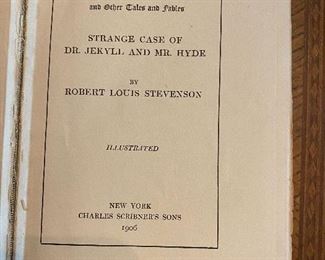 and Other Tales and Fables
STRANGE CASE OF
DR. JEKYLL AND MR. HYDE
BY
ROBERT LOUIS STEVENSON
ILLUSTRATED
NEW YORK
CHARLES SCRIBNER'S SONS
1906